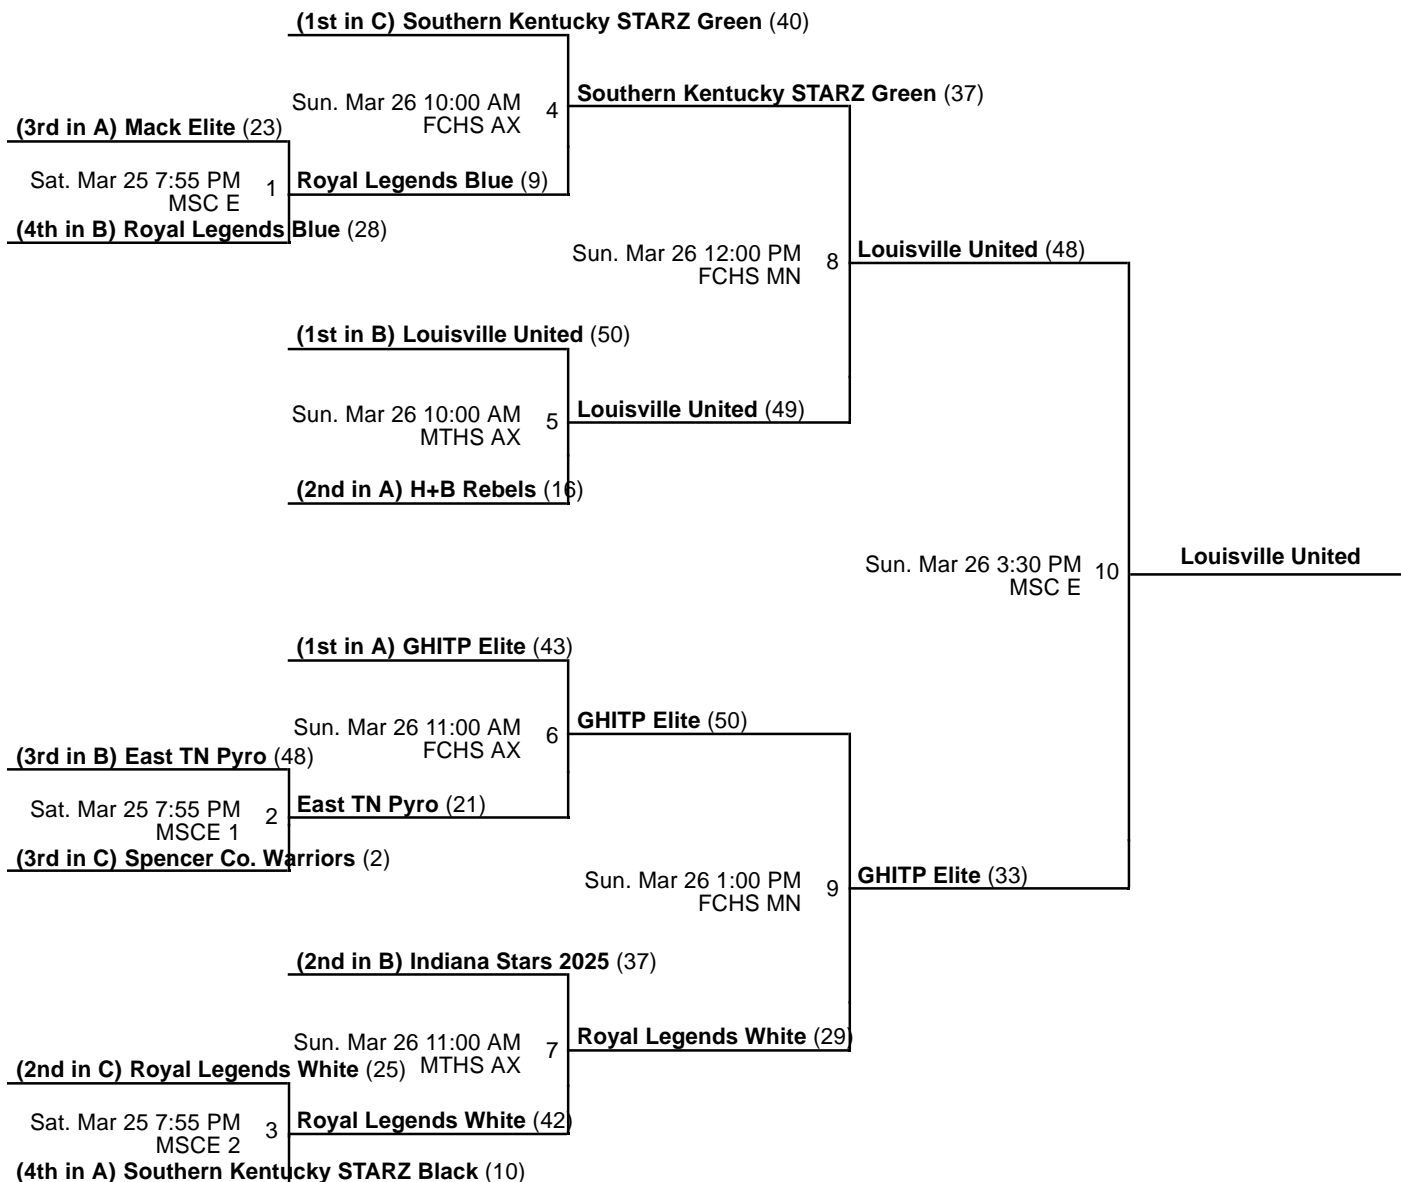 (1st in C) Southern Kentucky STARZ Green (40)
Sun. Mar 26 10:00 AM
FCHS AX
4
Southern Kentucky STARZ Green (37)
(3rd in A) Mack Elite (23)
Sat. Mar 25 7:55 PM
MSC E
1
Royal Legends Blue (9)
(4th in B) Royal Legends Blue (28)
Sun. Mar 26 12:00 PM
FCHS MN
8
Louisville United (48)
(1st in B) Louisville United (50)
Sun. Mar 26 10:00 AM
MTHS AX
5
Louisville United (49)
(2nd in A) H+B Rebels (16)
Sun. Mar 26 3:30 PM
MSC E
10
Louisville United
(1st in A) GHITP Elite (43)
Sun. Mar 26 11:00 AM
FCHS AX
6
GHITP Elite (50)
(3rd in B) East TN Pyro (48)
Sat. Mar 25 7:55 PM
MSCE 1
2
East TN Pyro (21)
(3rd in C) Spencer Co. Warriors (2)
Sun. Mar 26 1:00 PM
FCHS MN
9
GHITP Elite (33)
(2nd in B) Indiana Stars 2025 (37)
Sun. Mar 26 11:00 AM
MTHS AX
7
Royal Legends White (29)
(2nd in C) Royal Legends White (25)
Sat. Mar 25 7:55 PM
MSCE 2
3
Royal Legends White (42)
(4th in A) Southern Kentucky STARZ Black (10)